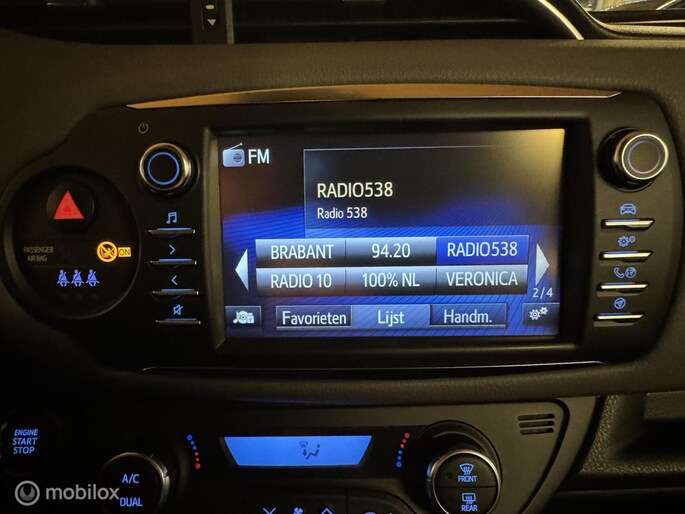 FM
RADIO538
Radio 538
BRABANT 94.20 RADIO538
RADIO 10 100% NL VERONICA
2/4
Favorieten Lijst Handm.
PASSENGER
AIR BAG
ON
ENGINE
START
STOP
A/C
DUAL
FRONT
REAR
mobilox